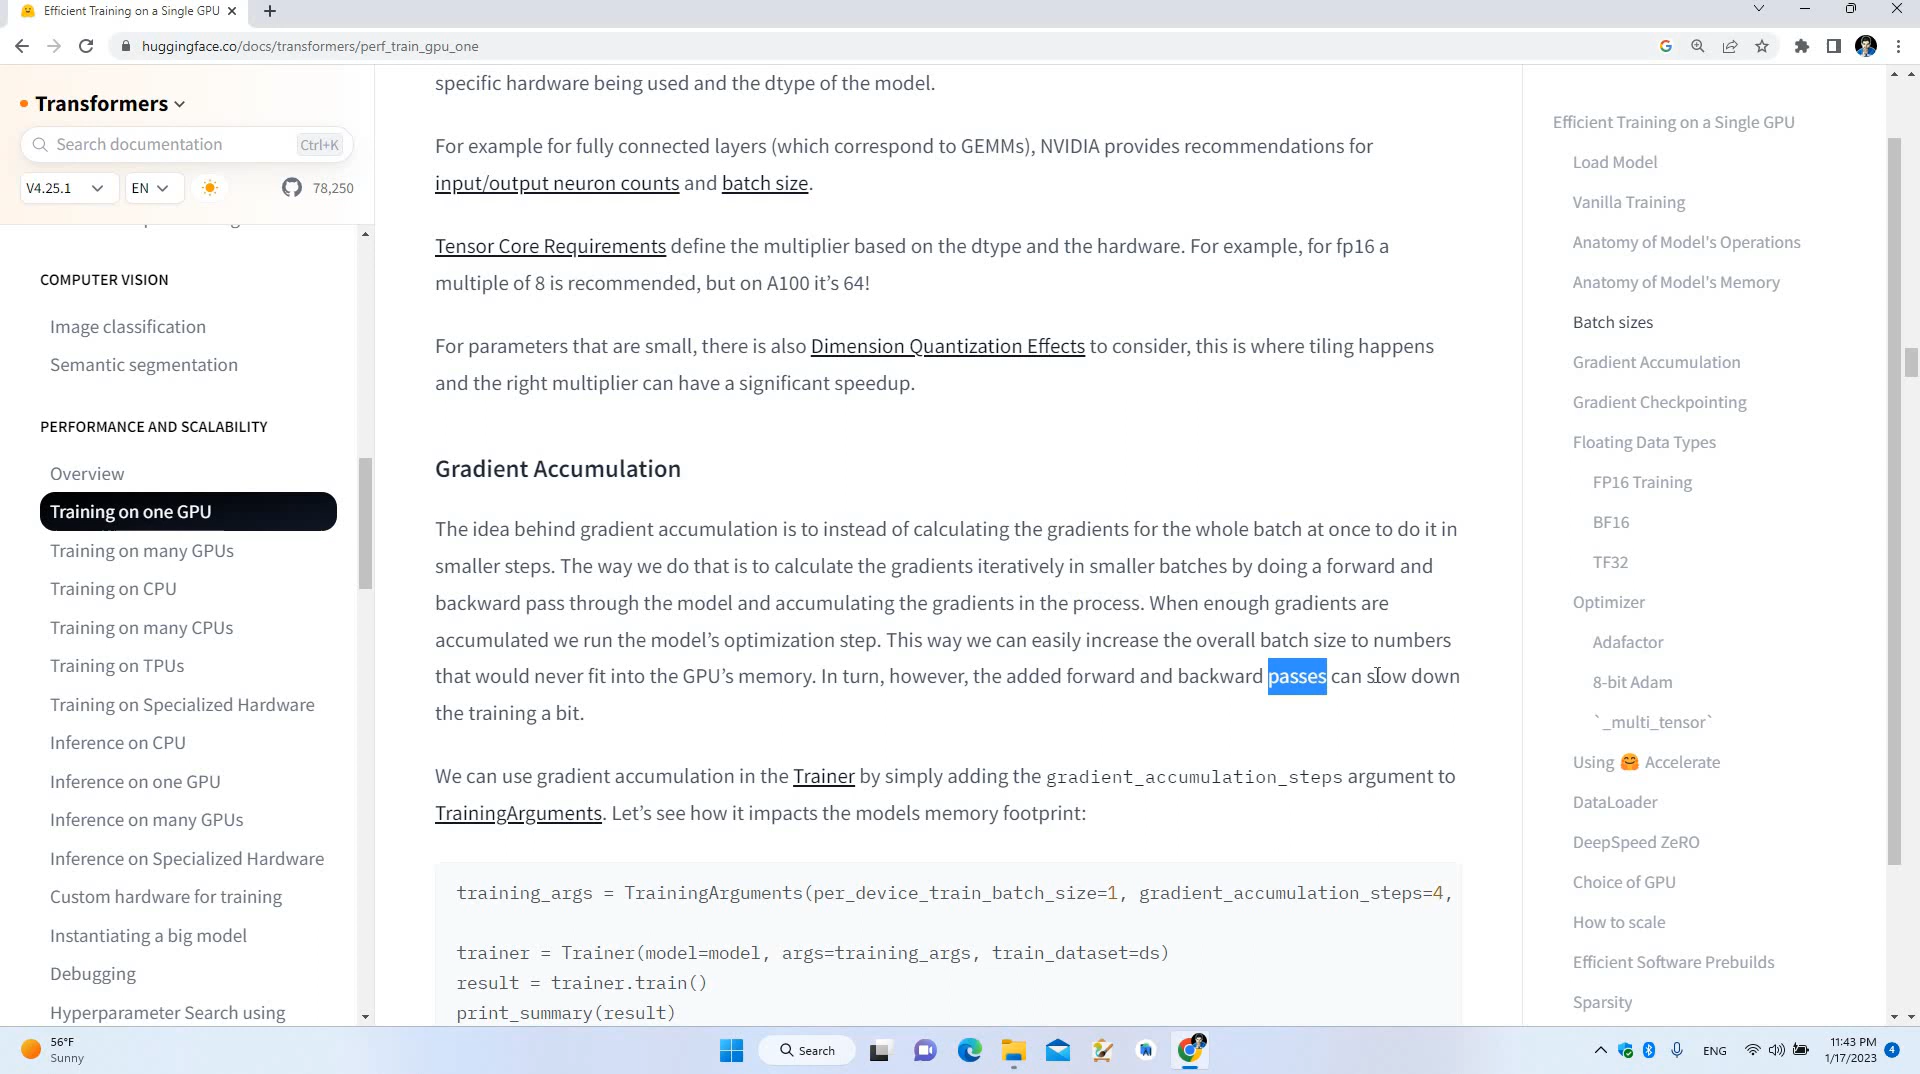 Efficient Training on a Single GPU
huggingface.co/docs/transformers/perf_train_gpu_one
Transformers
Search documentation
Ctrl+K
V4.25.1
EN
78,250
COMPUTER VISION
Image classification
Semantic segmentation
PERFORMANCE AND SCALABILITY
Overview
Training on one GPU
Training on many GPUs
Training on CPU
Training on many CPUs
Training on TPUs
Training on Specialized Hardware
Inference on CPU
Inference on one GPU
Inference on many GPUs
Inference on Specialized Hardware
Custom hardware for training
Instantiating a big model
Debugging
Hyperparameter Search using
specific hardware being used and the dtype of the model.
For example for fully connected layers (which correspond to GEMMs), NVIDIA provides recommendations for
input/output neuron counts and batch size.
Tensor Core Requirements define the multiplier based on the dtype and the hardware. For example, for fp16 a
multiple of 8 is recommended, but on A100 it’s 64!
For parameters that are small, there is also Dimension Quantization Effects to consider, this is where tiling happens
and the right multiplier can have a significant speedup.
Gradient Accumulation
The idea behind gradient accumulation is to instead of calculating the gradients for the whole batch at once to do it in
smaller steps. The way we do that is to calculate the gradients iteratively in smaller batches by doing a forward and
backward pass through the model and accumulating the gradients in the process. When enough gradients are
accumulated we run the model’s optimization step. This way we can easily increase the overall batch size to numbers
that would never fit into the GPU’s memory. In turn, however, the added forward and backward passes can slow down
the training a bit.
We can use gradient accumulation in the Trainer by simply adding the gradient_accumulation_steps argument to
TrainingArguments. Let’s see how it impacts the models memory footprint:
training_args = TrainingArguments(per_device_train_batch_size=1, gradient_accumulation_steps=4,
trainer = Trainer(model=model, args=training_args, train_dataset=ds)
result = trainer.train()
print_summary(result)
Efficient Training on a Single GPU
Load Model
Vanilla Training
Anatomy of Model's Operations
Anatomy of Model's Memory
Batch sizes
Gradient Accumulation
Gradient Checkpointing
Floating Data Types
FP16 Training
BF16
TF32
Optimizer
Adafactor
8-bit Adam
`_multi_tensor`
Using 🤗 Accelerate
DataLoader
DeepSpeed ZeRO
Choice of GPU
How to scale
Efficient Software Prebuilds
Sparsity
56°F
Sunny
Search
ENG
11:43 PM
1/17/2023
4